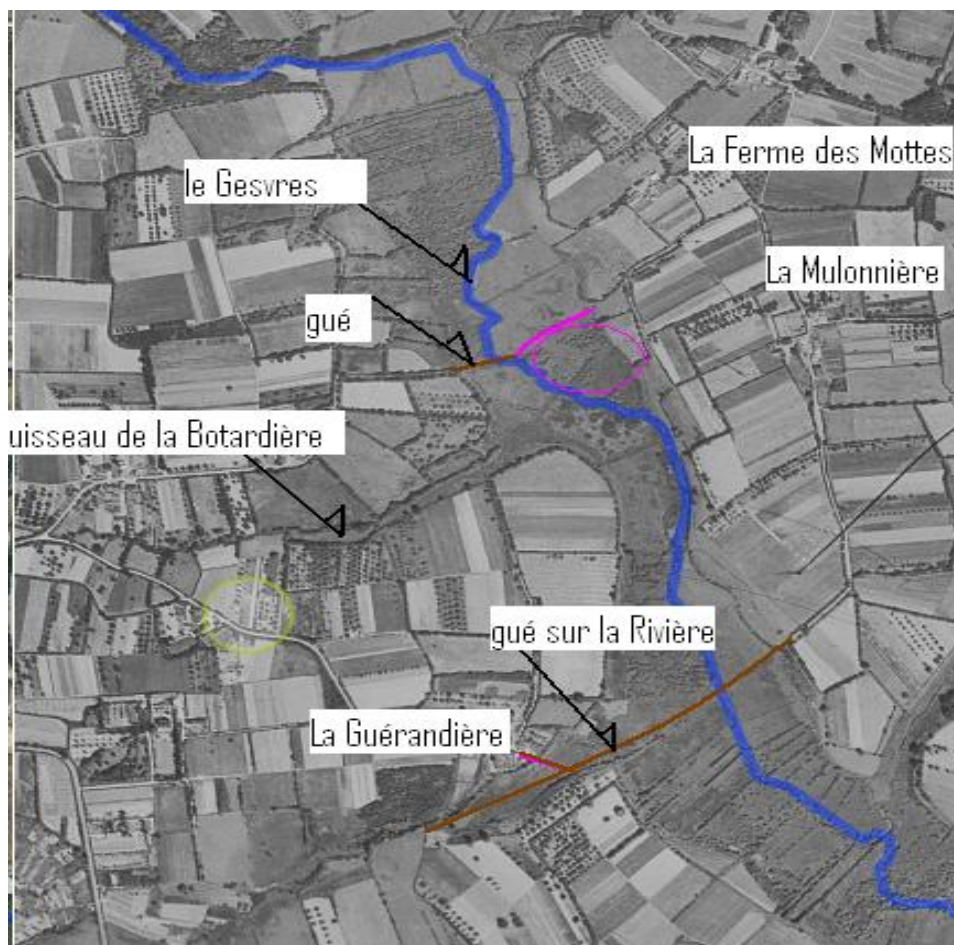 La Ferme des Mottes
le Gesvres
La Mulonnière
gué
uisseau de la Botardière
gué sur la Rivière
La Guérandière